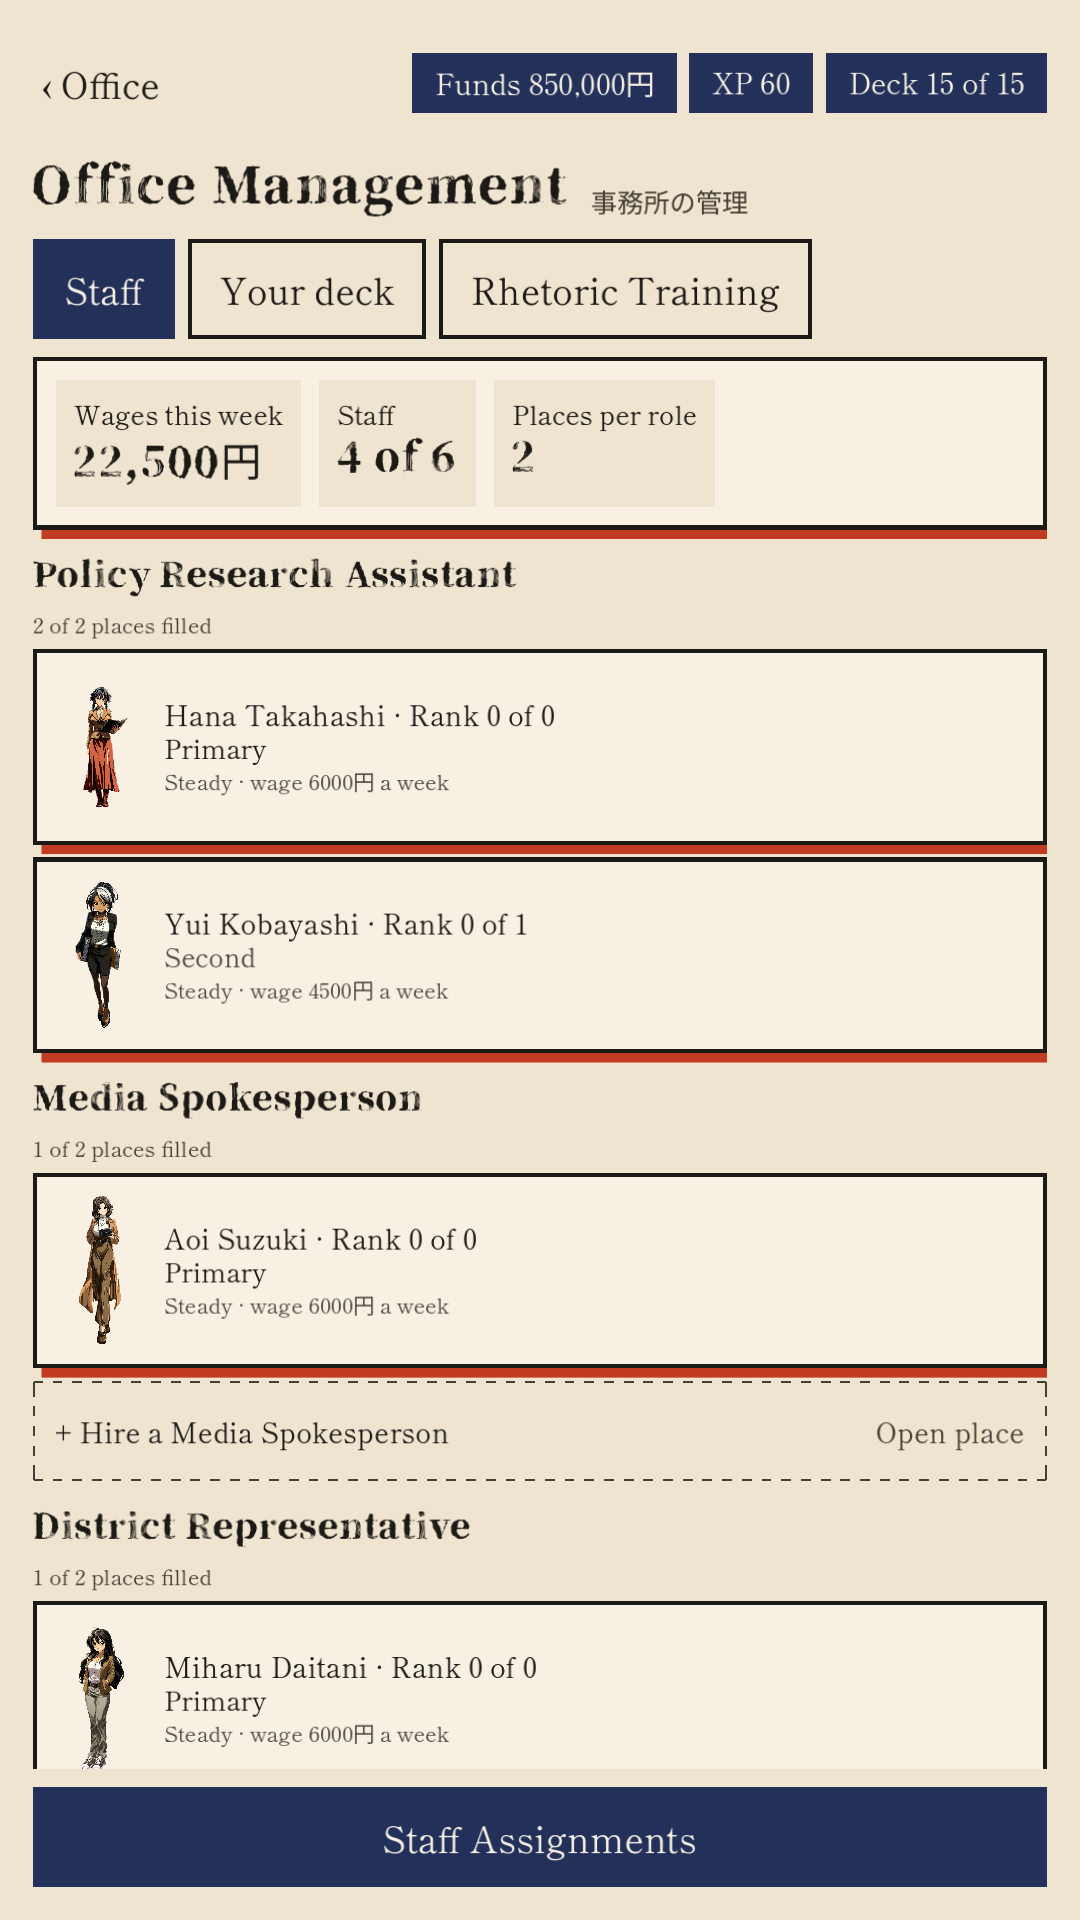 ‹ Office
Funds 850,000円
XP 60
Deck 15 of 15
Office Management 事務所の管理
Staff
Your deck
Rhetoric Training
Wages this week
22,500円
Staff
4 of 6
Places per role
2
Policy Research Assistant
2 of 2 places filled
Hana Takahashi · Rank 0 of 0
Primary
Steady · wage 6000円 a week
Yui Kobayashi · Rank 0 of 1
Second
Steady · wage 4500円 a week
Media Spokesperson
1 of 2 places filled
Aoi Suzuki · Rank 0 of 0
Primary
Steady · wage 6000円 a week
+ Hire a Media Spokesperson
Open place
District Representative
1 of 2 places filled
Miharu Daitani · Rank 0 of 0
Primary
Steady · wage 6000円 a week
Staff Assignments